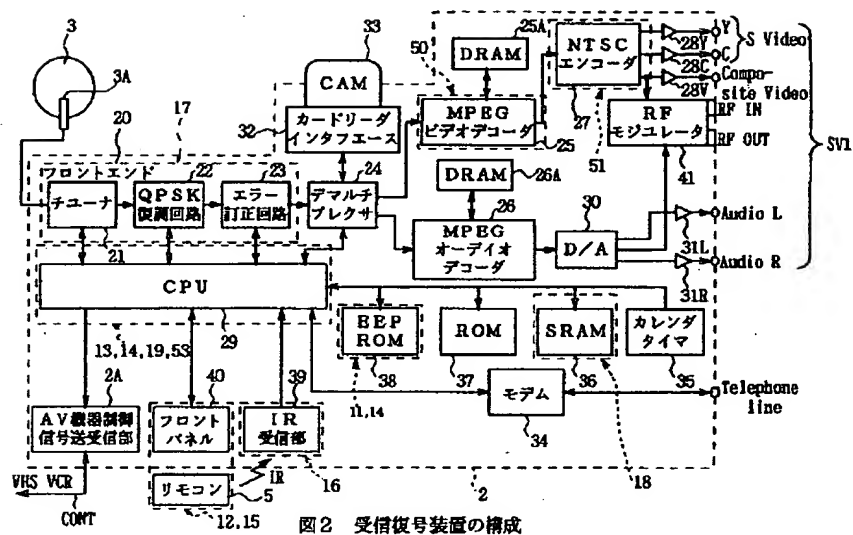 3
3A
33
CAM
50
25A
DRAM
NTSC
エンコーダ
28Y
28C
28V
Y
C
S Video
Compo-
site Video
RF IN
RF OUT
SV1
20
17
32
カードリーダ
インタフエース
MPEG
ビデオデコーダ
25
27
51
RF
モジュレータ
41
フロントエンド
22
23
24
チューナ
QPSK
復調回路
エラー
訂正回路
デマルチ
プレクサ
21
DRAM
26A
26
MPEG
オーデイオ
デコーダ
30
D/A
31L
31R
Audio L
Audio R
CPU
29
13,14,19,53
EEP
ROM
ROM
SRAM
カレンダ
タイマ
38
37
36
35
11,14
2A
40
39
モデム
34
Telephone
line
AV機器制御
信号送受信部
フロント
パネル
IR
受信部
16
18
2
VHS VCR
CONT
リモコン
5
IR
12,15
図2 受信復号装置の構成